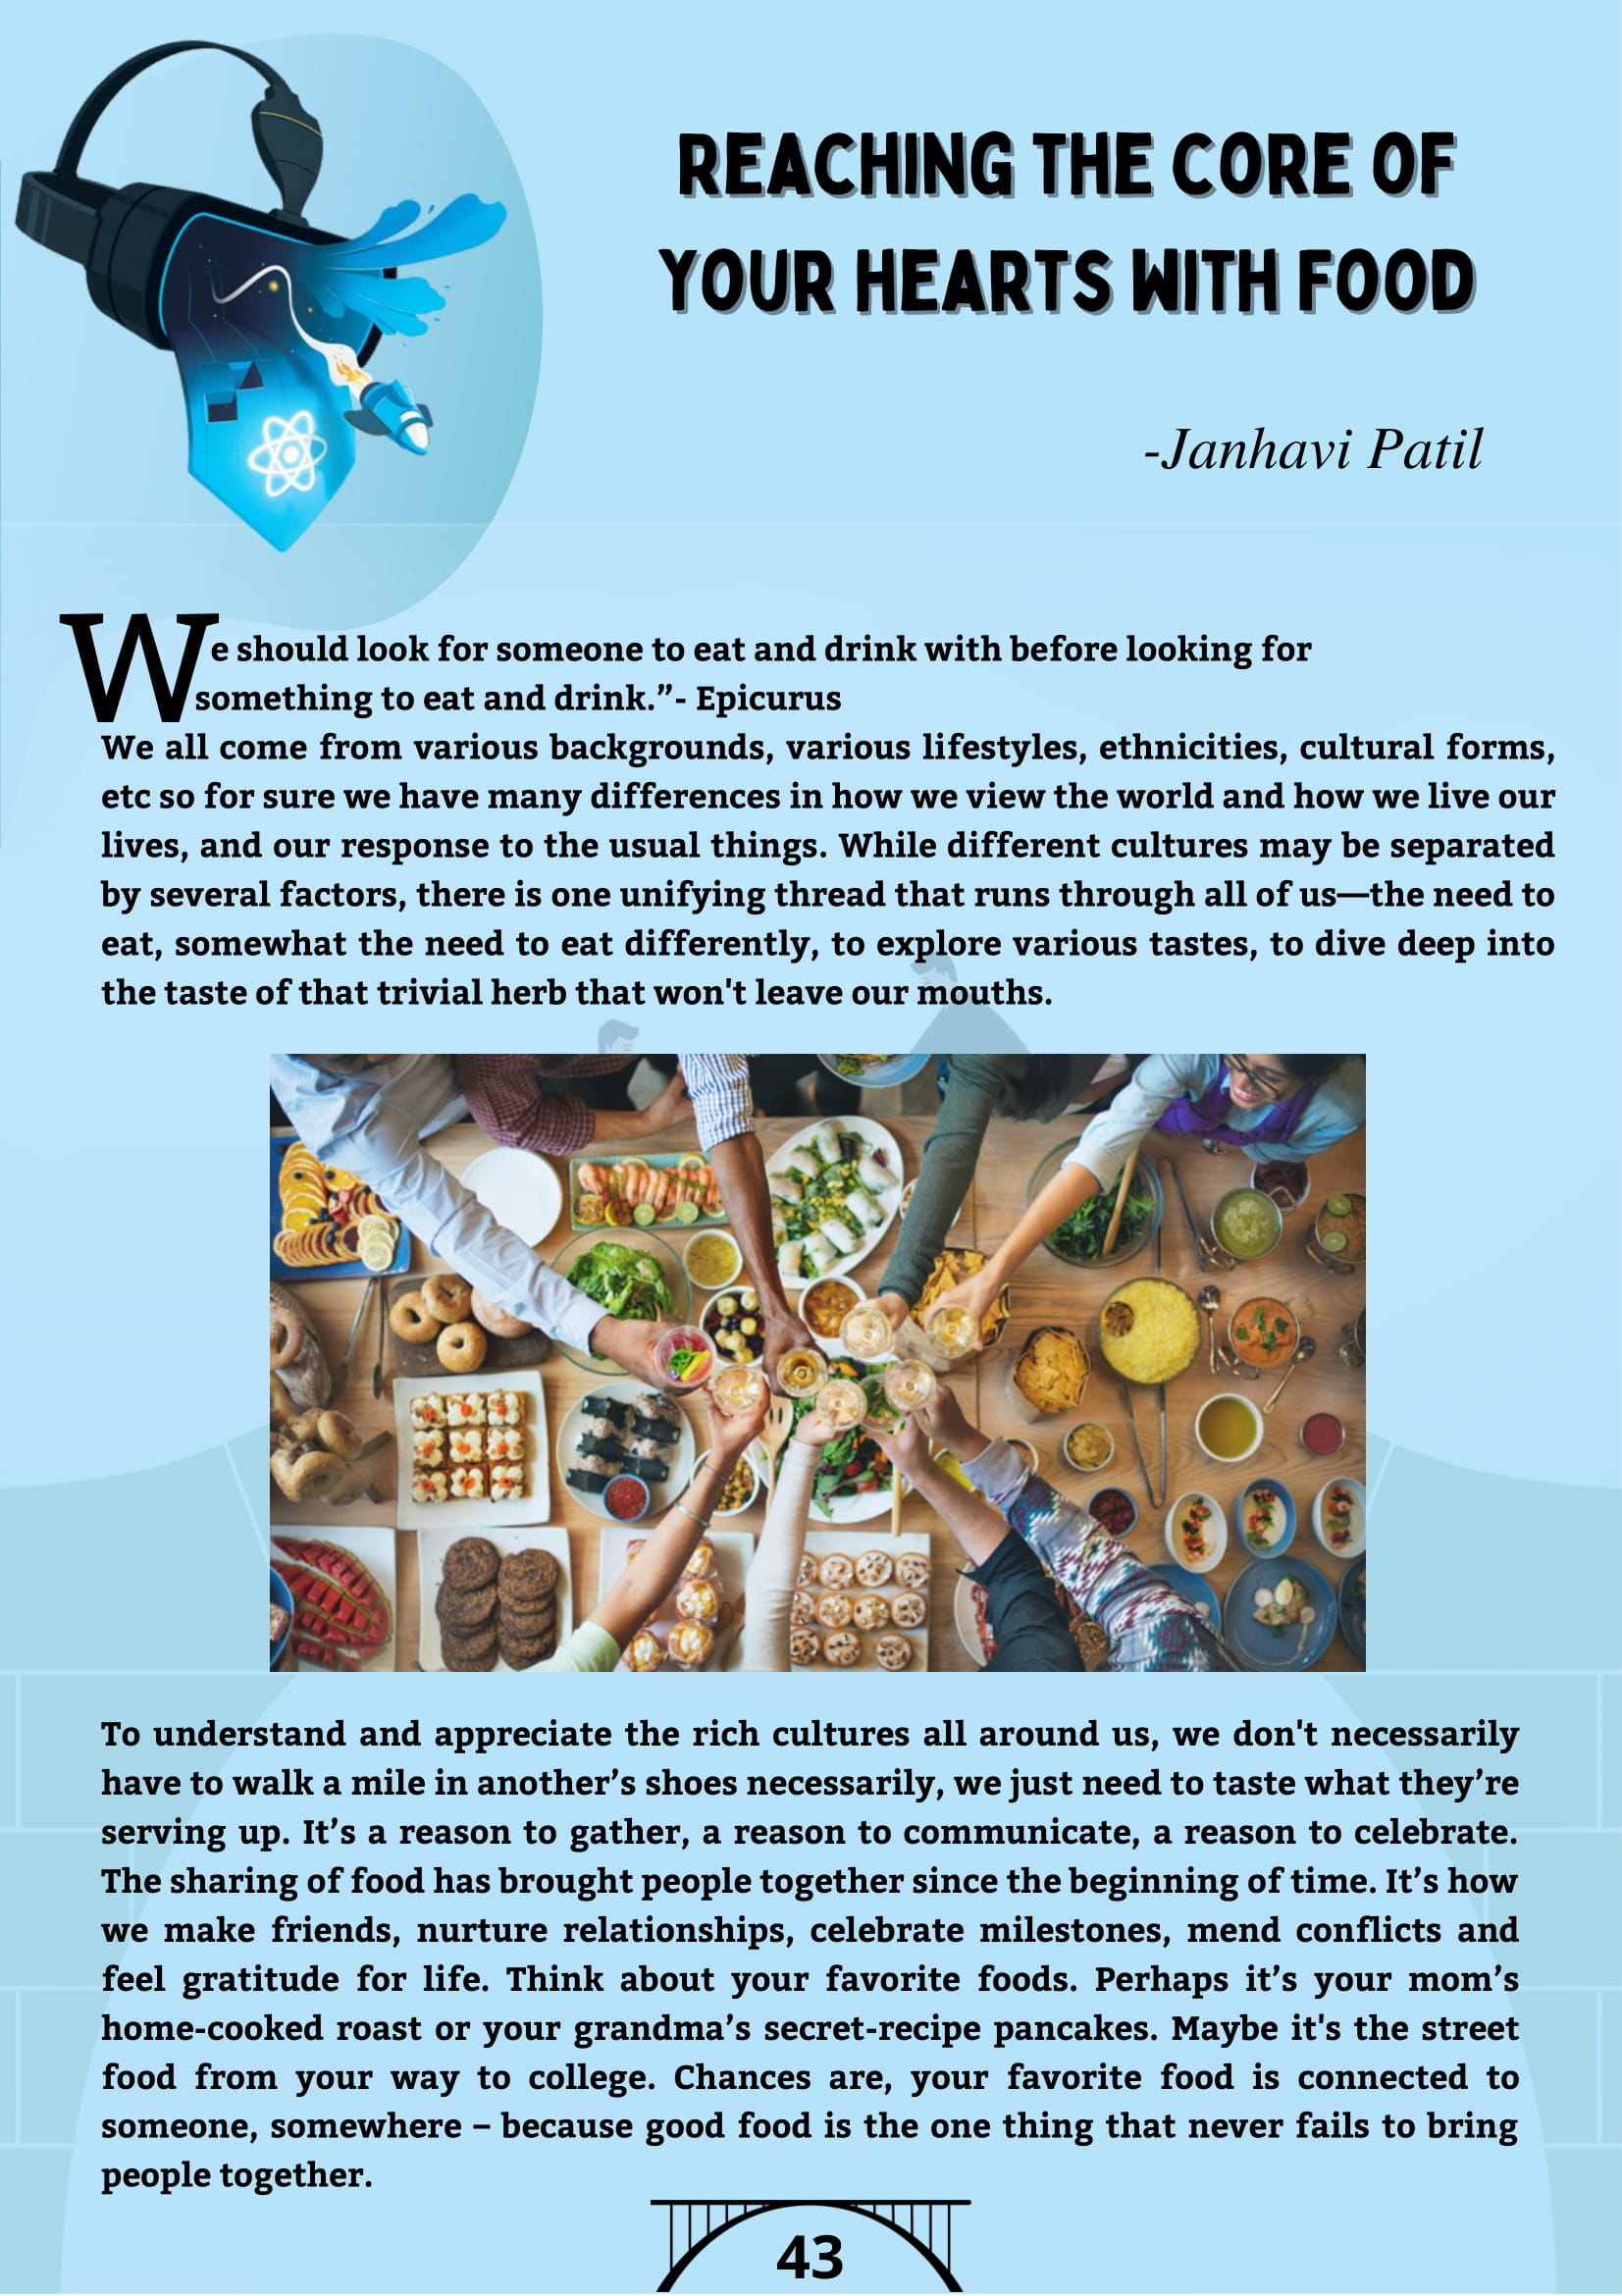 REACHING THE CORE OF
YOUR HEARTS WITH FOOD
-Janhavi Patil
We should look for someone to eat and drink with before looking for
something to eat and drink.”- Epicurus
We all come from various backgrounds, various lifestyles, ethnicities, cultural forms,
etc so for sure we have many differences in how we view the world and how we live our
lives, and our response to the usual things. While different cultures may be separated
by several factors, there is one unifying thread that runs through all of us—the need to
eat, somewhat the need to eat differently, to explore various tastes, to dive deep into
the taste of that trivial herb that won't leave our mouths.
To understand and appreciate the rich cultures all around us, we don't necessarily
have to walk a mile in another’s shoes necessarily, we just need to taste what they’re
serving up. It’s a reason to gather, a reason to communicate, a reason to celebrate.
The sharing of food has brought people together since the beginning of time. It’s how
we make friends, nurture relationships, celebrate milestones, mend conflicts and
feel gratitude for life. Think about your favorite foods. Perhaps it’s your mom’s
home-cooked roast or your grandma’s secret-recipe pancakes. Maybe it's the street
food from your way to college. Chances are, your favorite food is connected to
someone, somewhere – because good food is the one thing that never fails to bring
people together.
43